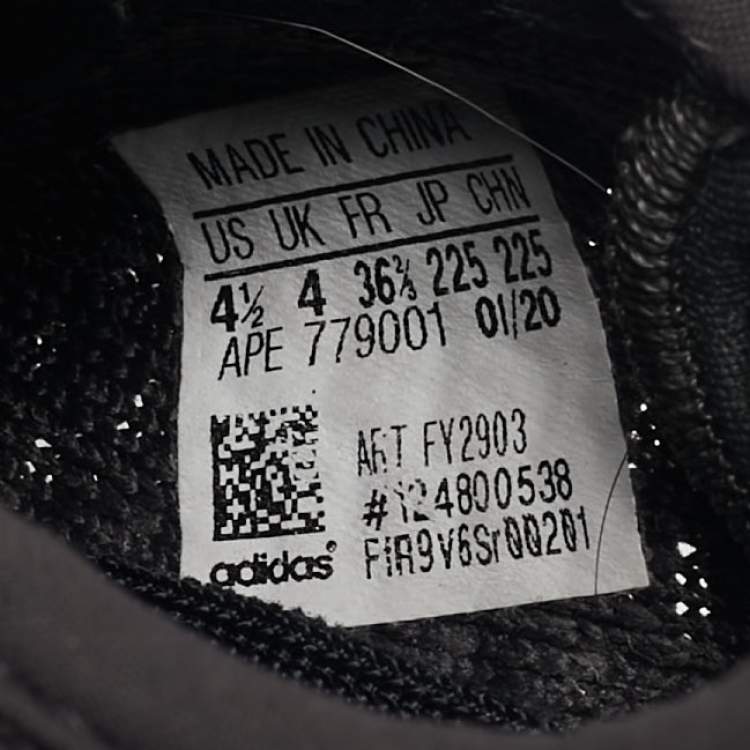 MADE IN CHINA
US UK FR JP CHN
4½ 4 36⅔ 225 225
APE 779001 01/20
ART FY2903
#124800538
adidas®